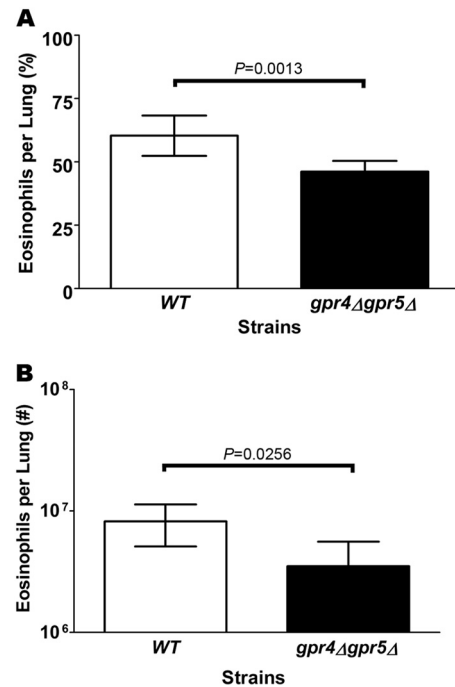 A
Eosinophils per Lung (%)
100
75
50
25
0
P=0.0013
WT gpr4Δgpr5Δ
Strains
B
Eosinophils per Lung (#)
10⁸
10⁷
10⁶
P=0.0256
WT gpr4Δgpr5Δ
Strains